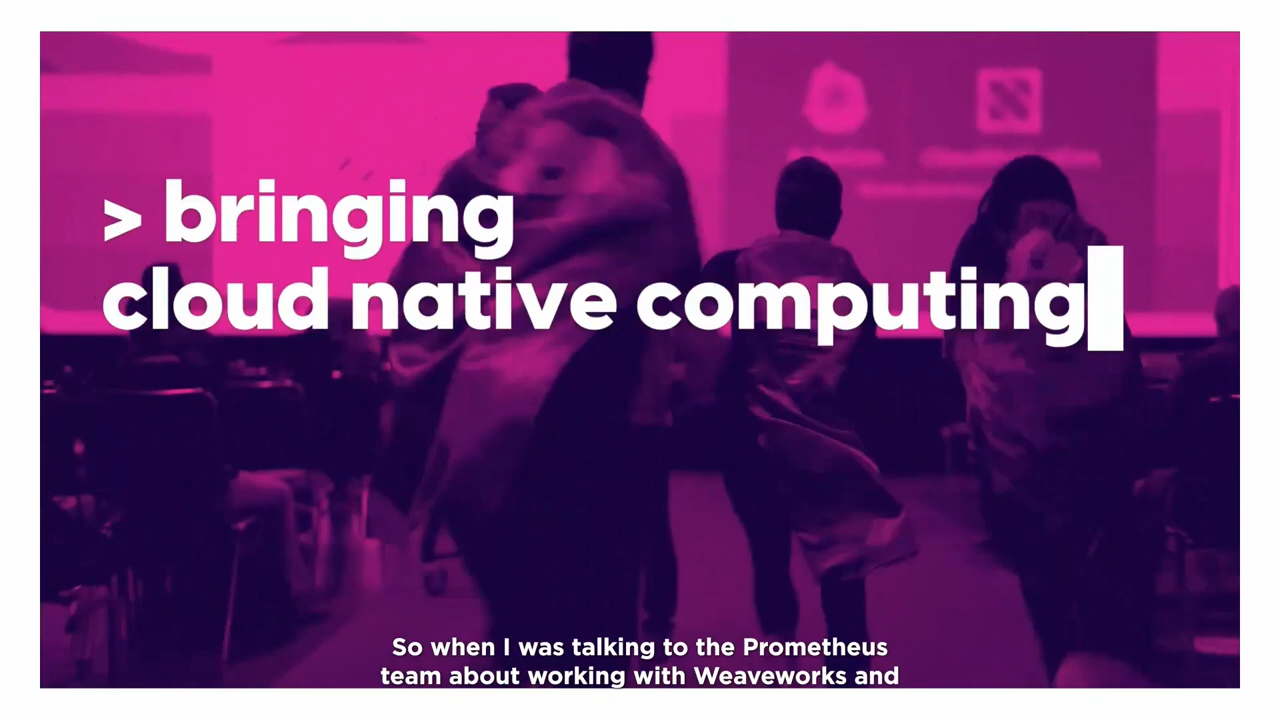 > bringing
cloud native computing
So when I was talking to the Prometheus
team about working with Weaveworks and